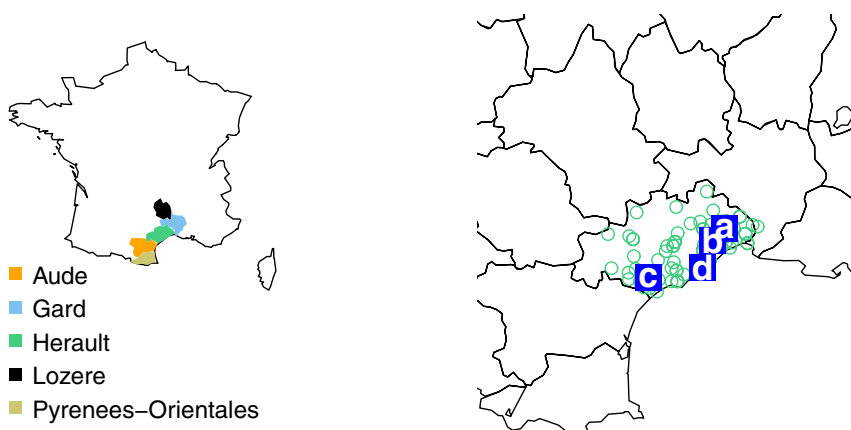 Aude
Gard
Herault
Lozere
Pyrenees−Orientales
a
b
c
d